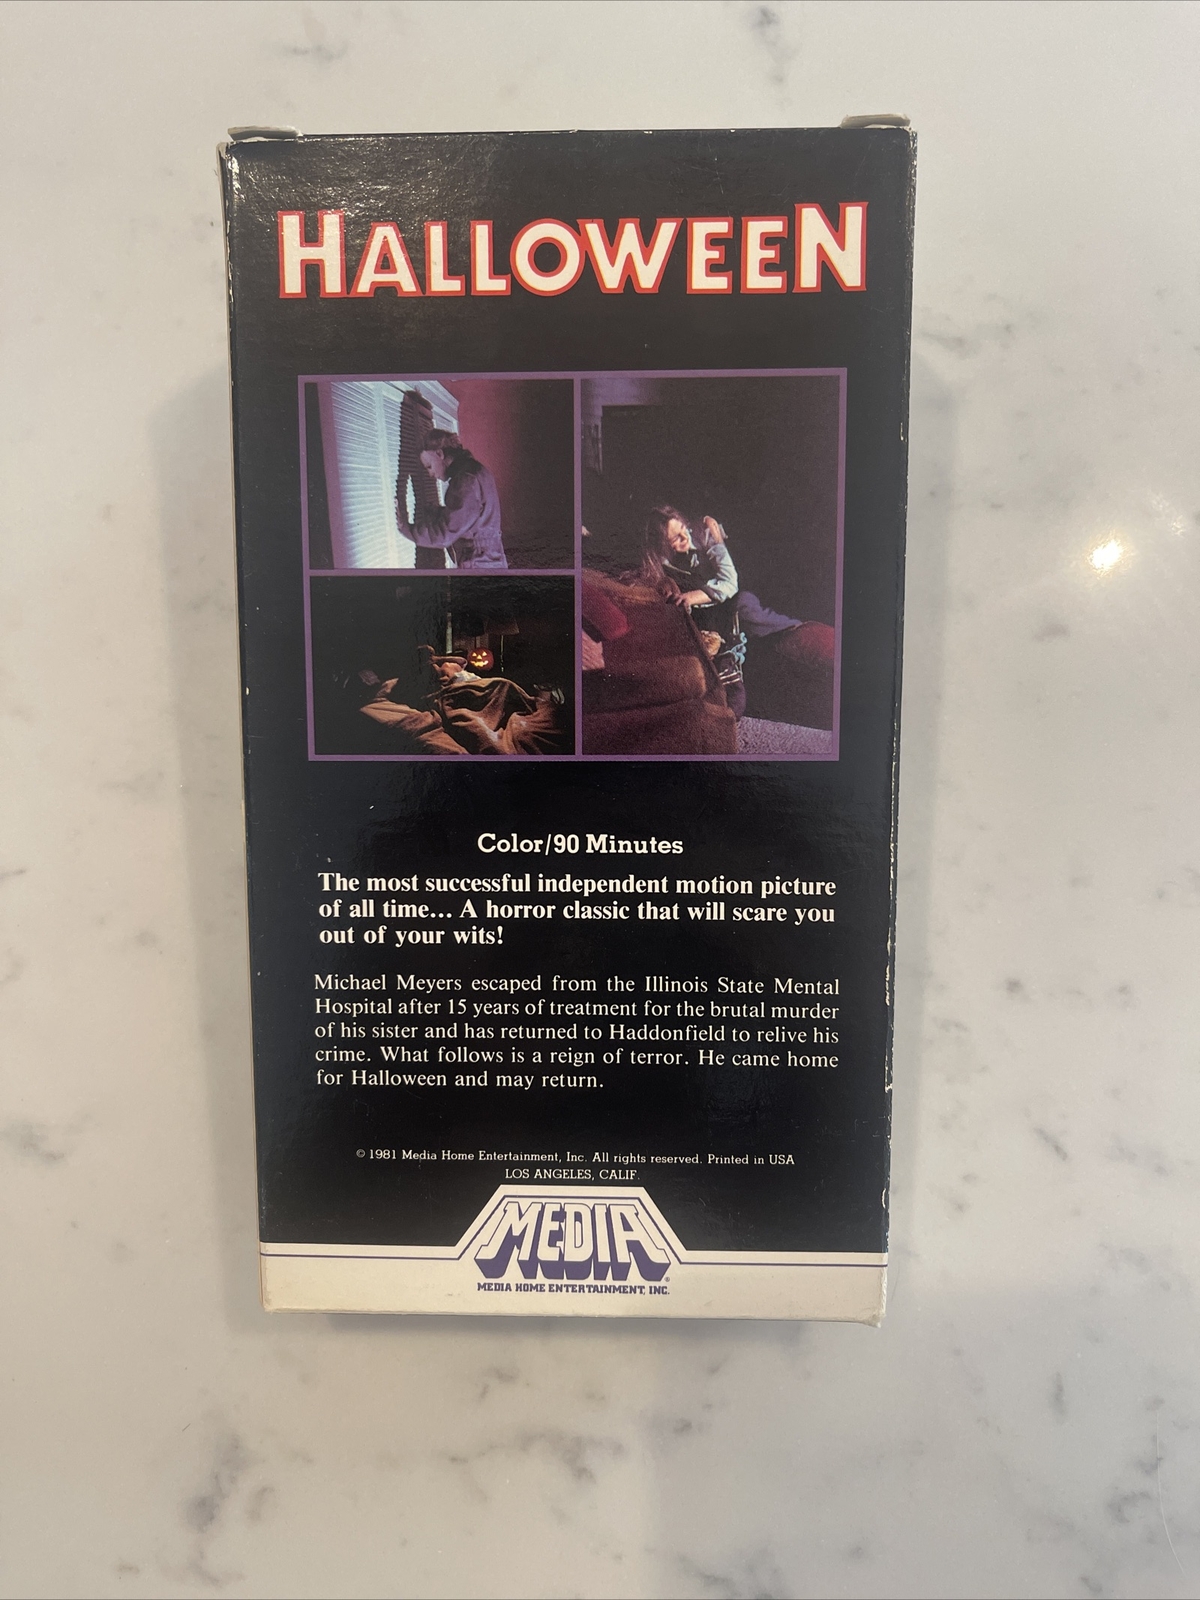 HALLOWEEN
Color/90 Minutes
The most successful independent motion picture
of all time... A horror classic that will scare you
out of your wits!
Michael Meyers escaped from the Illinois State Mental
Hospital after 15 years of treatment for the brutal murder
of his sister and has returned to Haddonfield to relive his
crime. What follows is a reign of terror. He came home
for Halloween and may return.
© 1981 Media Home Entertainment, Inc. All rights reserved. Printed in USA
LOS ANGELES, CALIF.
MEDIA
®
MEDIA HOME ENTERTAINMENT, INC.